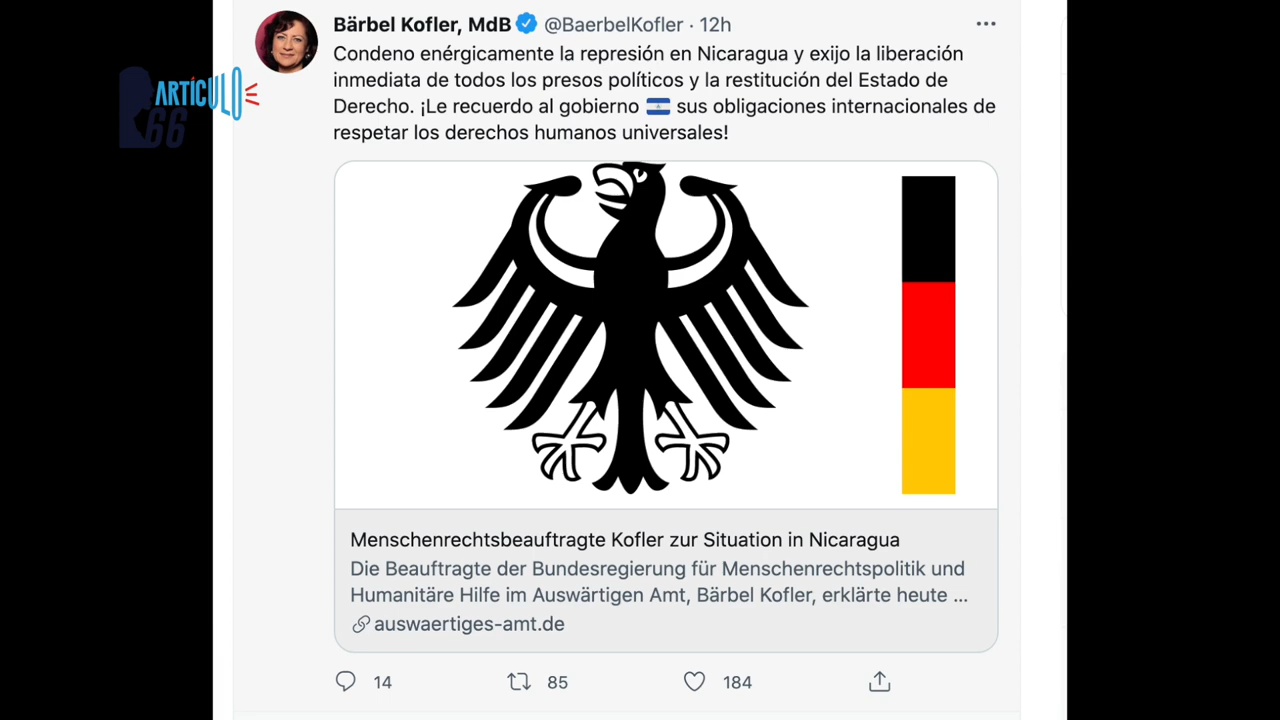 Bärbel Kofler, MdB @BaerbelKofler · 12h
Condeno enérgicamente la represión en Nicaragua y exijo la liberación
inmediata de todos los presos políticos y la restitución del Estado de
Derecho. ¡Le recuerdo al gobierno 🇳🇮 sus obligaciones internacionales de
respetar los derechos humanos universales!
ARTÍCULO
66
Menschenrechtsbeauftragte Kofler zur Situation in Nicaragua
Die Beauftragte der Bundesregierung für Menschenrechtspolitik und
Humanitäre Hilfe im Auswärtigen Amt, Bärbel Kofler, erklärte heute ...
auswaertiges-amt.de
14 85 184